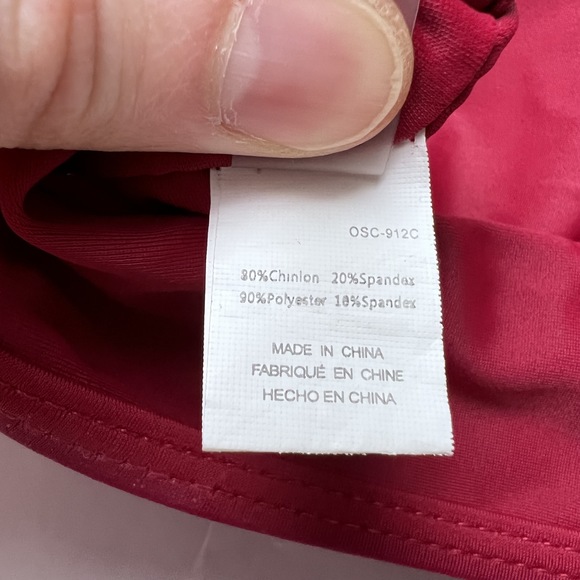 OSC-912C
80%Chinlon 20%Spandex
90%Polyester 10%Spandex
MADE IN CHINA
FABRIQUÉ EN CHINE
HECHO EN CHINA